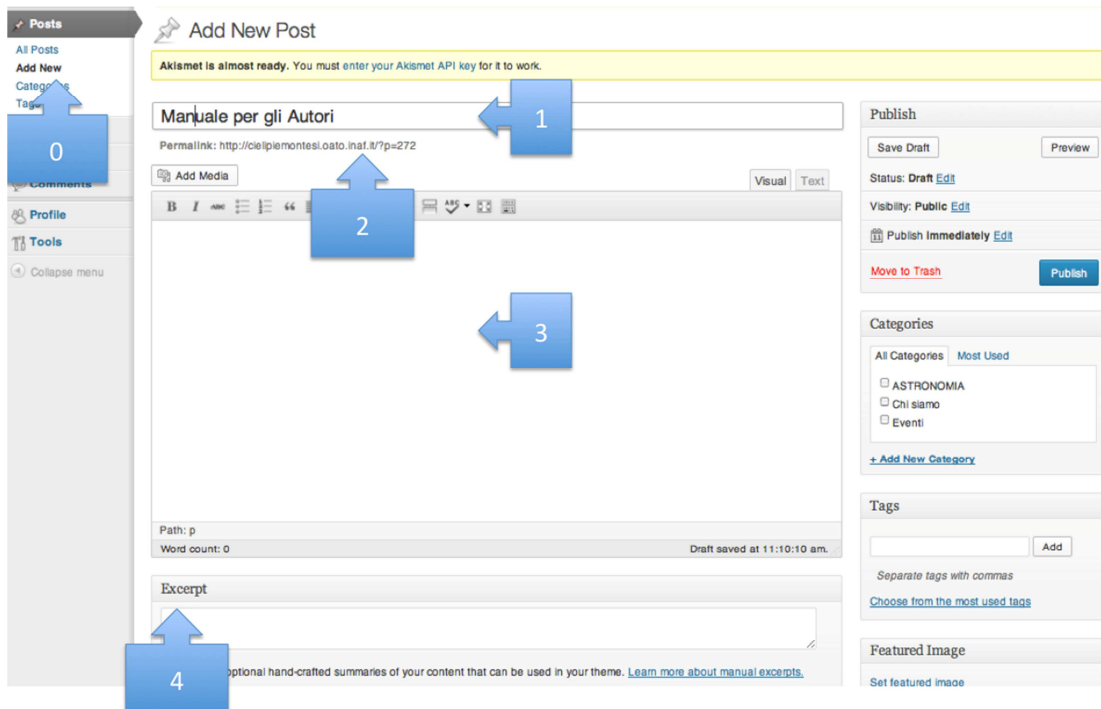 Posts
All Posts
Add New
Categories
Tags
0
Comments
Profile
Tools
Collapse menu
Add New Post
Akismet is almost ready. You must enter your Akismet API key for it to work.
Manuale per gli Autori
1
Permalink: http://cielipiemontesi.oato.inaf.it/?p=272
Add Media
Visual Text
B I ABC ABC
2
3
Path: p
Word count: 0 Draft saved at 11:10:10 am.
Excerpt
4
optional hand-crafted summaries of your content that can be used in your theme. Learn more about manual excerpts.
Publish
Save Draft Preview
Status: Draft Edit
Visibility: Public Edit
Publish immediately Edit
Move to Trash Publish
Categories
All Categories Most Used
ASTRONOMIA
Chi siamo
Eventi
+ Add New Category
Tags
Add
Separate tags with commas
Choose from the most used tags
Featured Image
Set featured image